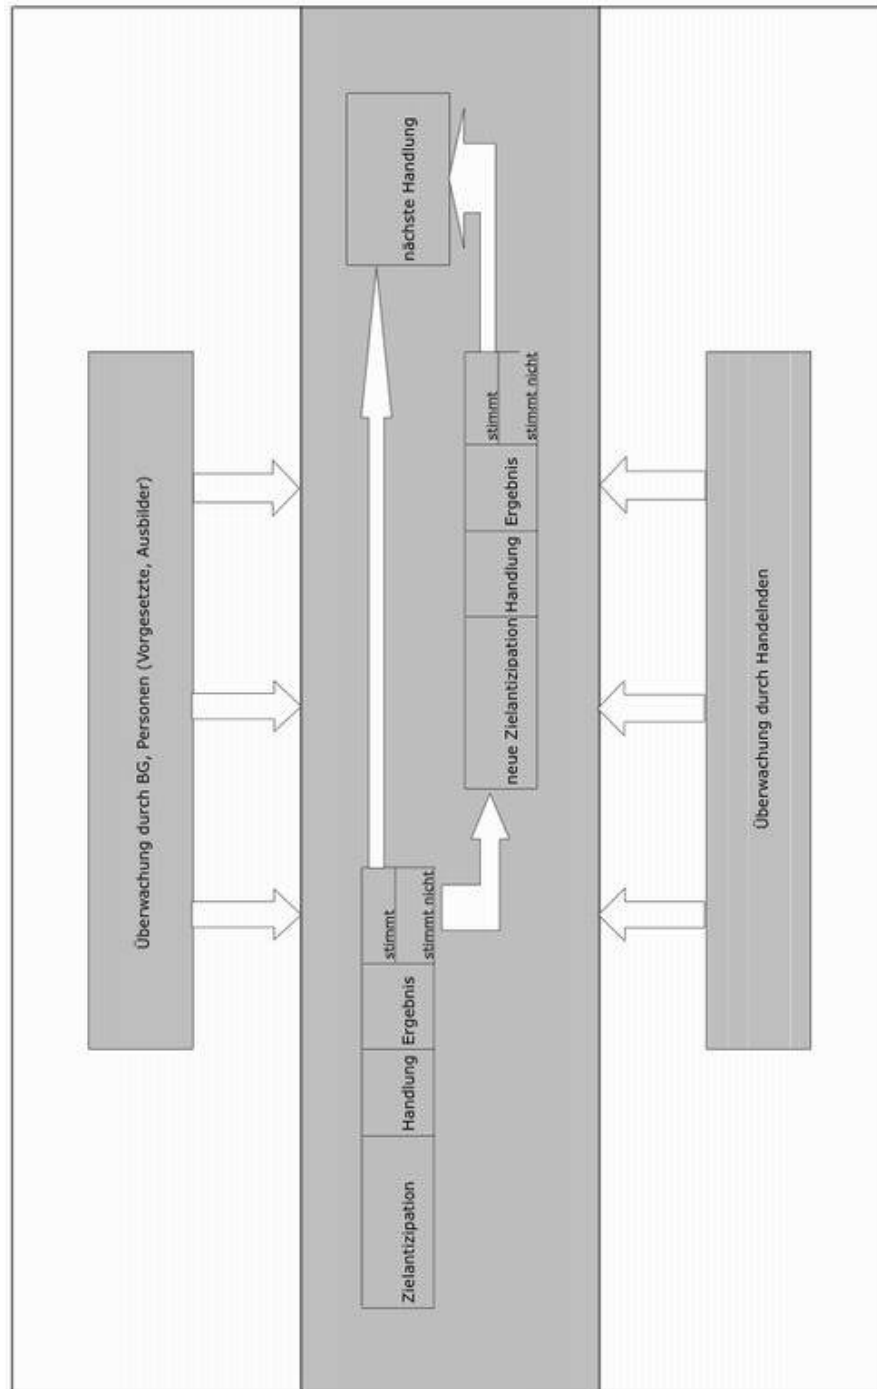 Überwachung durch BG, Personen (Vorgesetzte, Ausbilder)
Zielantizipation
Handlung
Ergebnis
stimmt
stimmt nicht
nächste Handlung
neue Zielantizipation
Handlung
Ergebnis
stimmt
stimmt nicht
Überwachung durch Handelnden